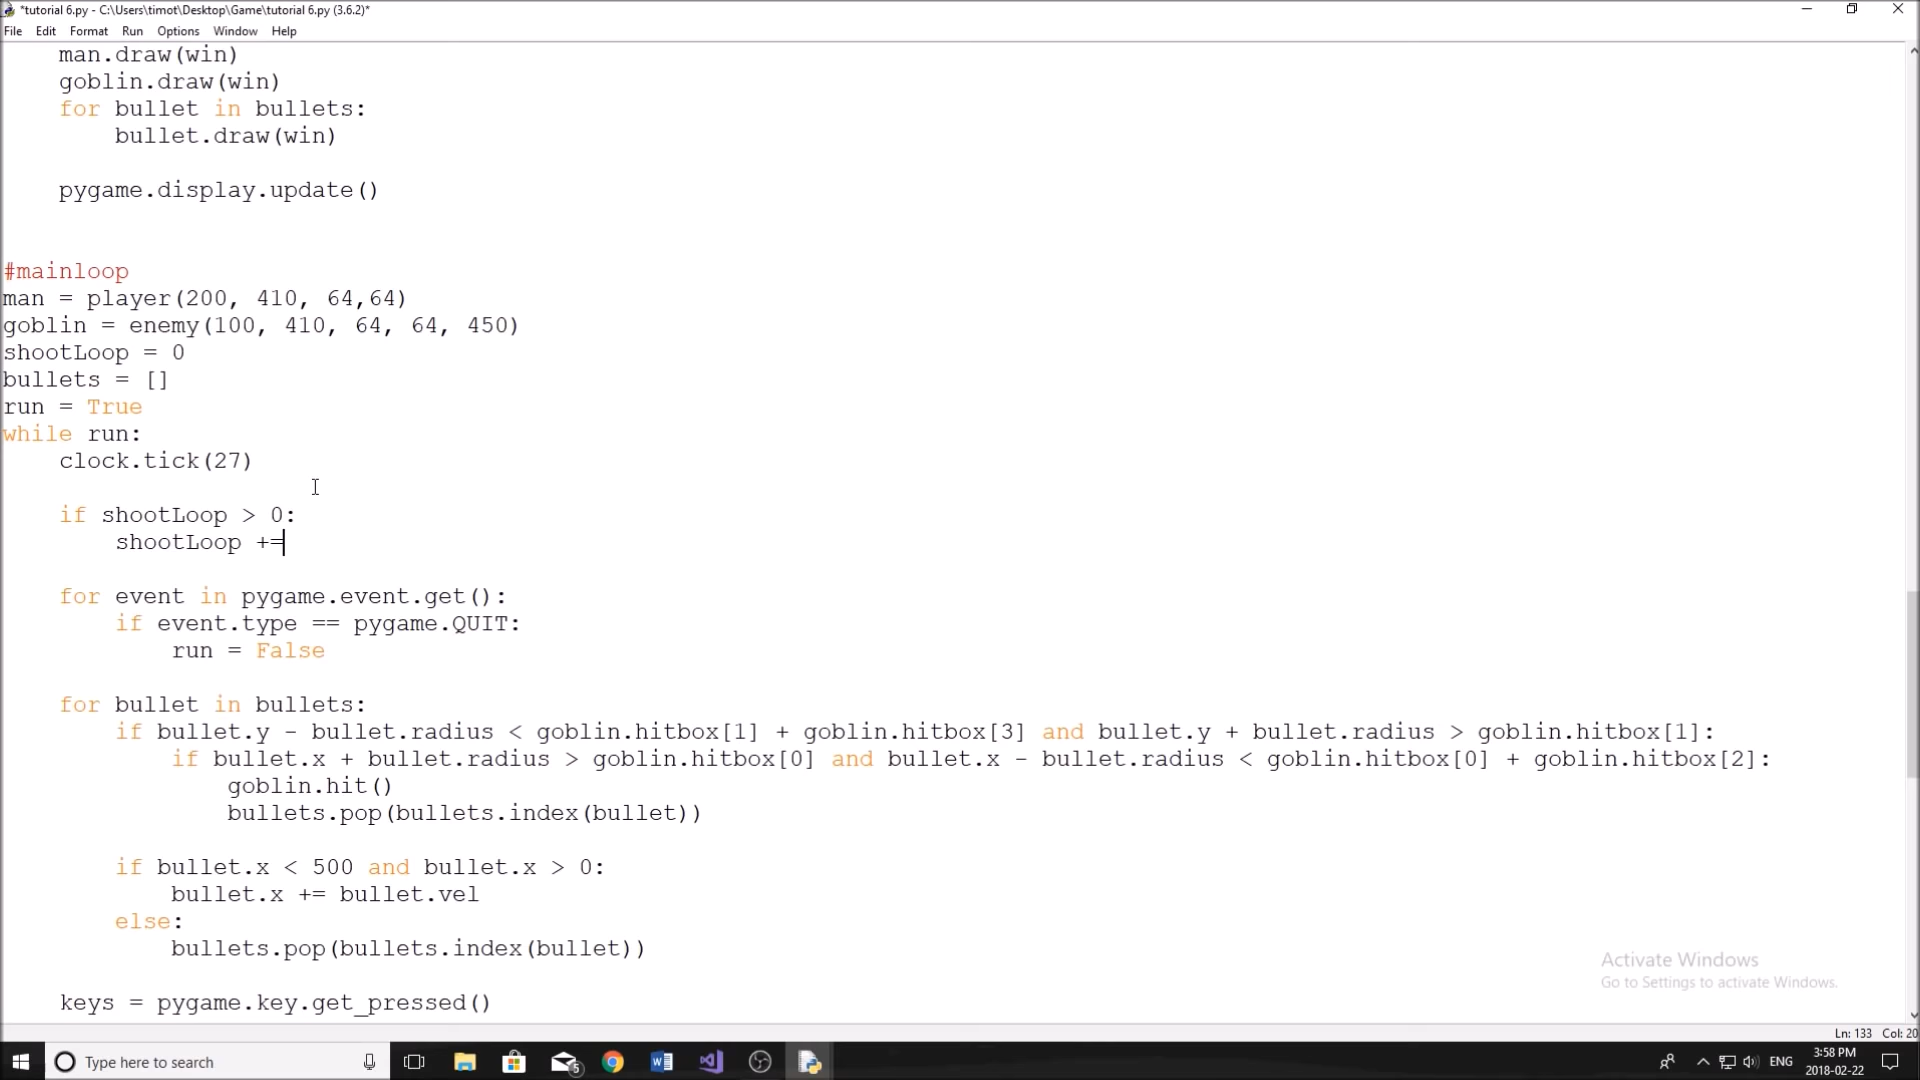 *tutorial 6.py - C:\Users\timot\Desktop\Game\tutorial 6.py (3.6.2)*
File Edit Format Run Options Window Help
    man.draw(win)
    goblin.draw(win)
    for bullet in bullets:
        bullet.draw(win)
    pygame.display.update()
#mainloop
man = player(200, 410, 64,64)
goblin = enemy(100, 410, 64, 64, 450)
shootLoop = 0
bullets = []
run = True
while run:
    clock.tick(27)
    if shootLoop > 0:
        shootLoop +=
    for event in pygame.event.get():
        if event.type == pygame.QUIT:
            run = False
    for bullet in bullets:
        if bullet.y - bullet.radius < goblin.hitbox[1] + goblin.hitbox[3] and bullet.y + bullet.radius > goblin.hitbox[1]:
            if bullet.x + bullet.radius > goblin.hitbox[0] and bullet.x - bullet.radius < goblin.hitbox[0] + goblin.hitbox[2]:
                goblin.hit()
                bullets.pop(bullets.index(bullet))
        if bullet.x < 500 and bullet.x > 0:
            bullet.x += bullet.vel
        else:
            bullets.pop(bullets.index(bullet))
    keys = pygame.key.get_pressed()
Activate Windows
Go to Settings to activate Windows.
Ln: 133 Col: 20
Type here to search
5
ENG
3:58 PM
2018-02-22